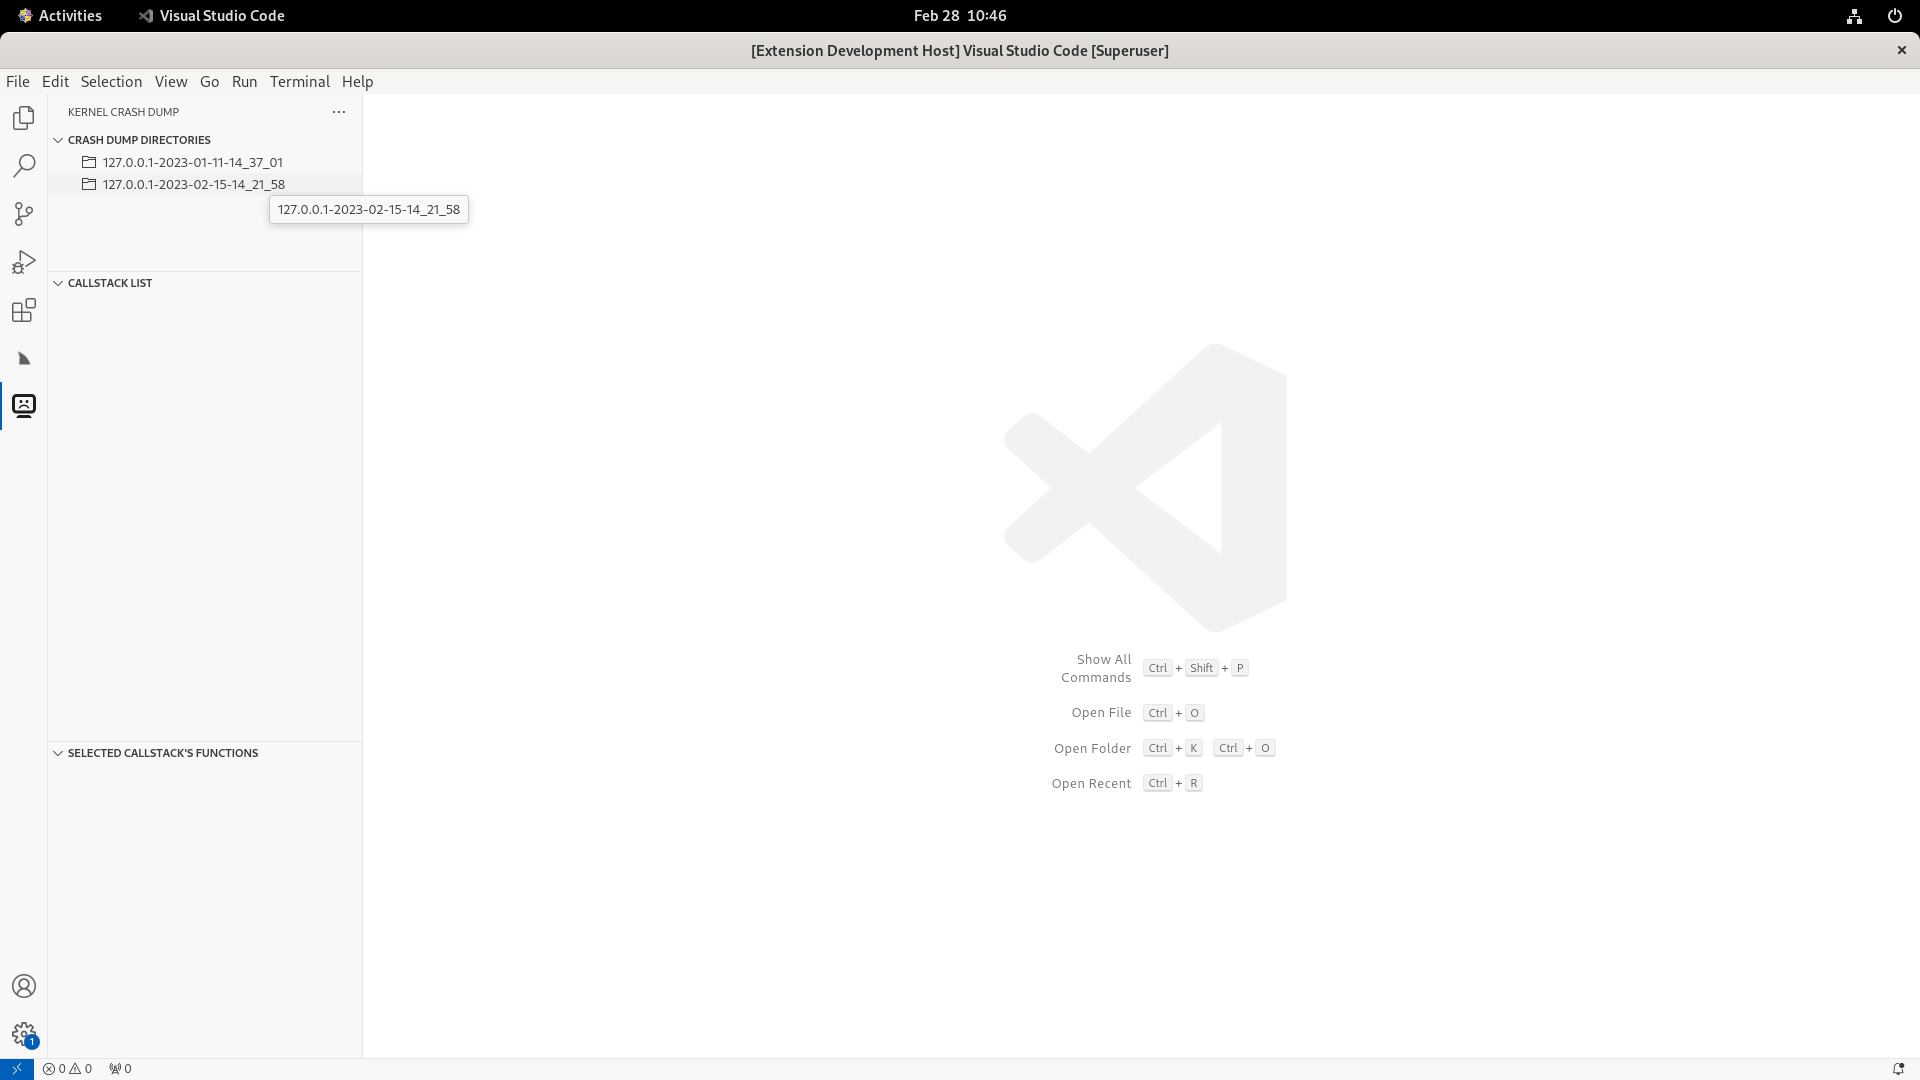 Activities
Visual Studio Code
Feb 28 10:46
[Extension Development Host] Visual Studio Code [Superuser]
File Edit Selection View Go Run Terminal Help
KERNEL CRASH DUMP
CRASH DUMP DIRECTORIES
127.0.0.1-2023-01-11-14_37_01
127.0.0.1-2023-02-15-14_21_58
127.0.0.1-2023-02-15-14_21_58
CALLSTACK LIST
Show All
Commands
Ctrl + Shift + P
Open File Ctrl + O
Open Folder Ctrl + K Ctrl + O
Open Recent Ctrl + R
SELECTED CALLSTACK'S FUNCTIONS
1
0 0 0